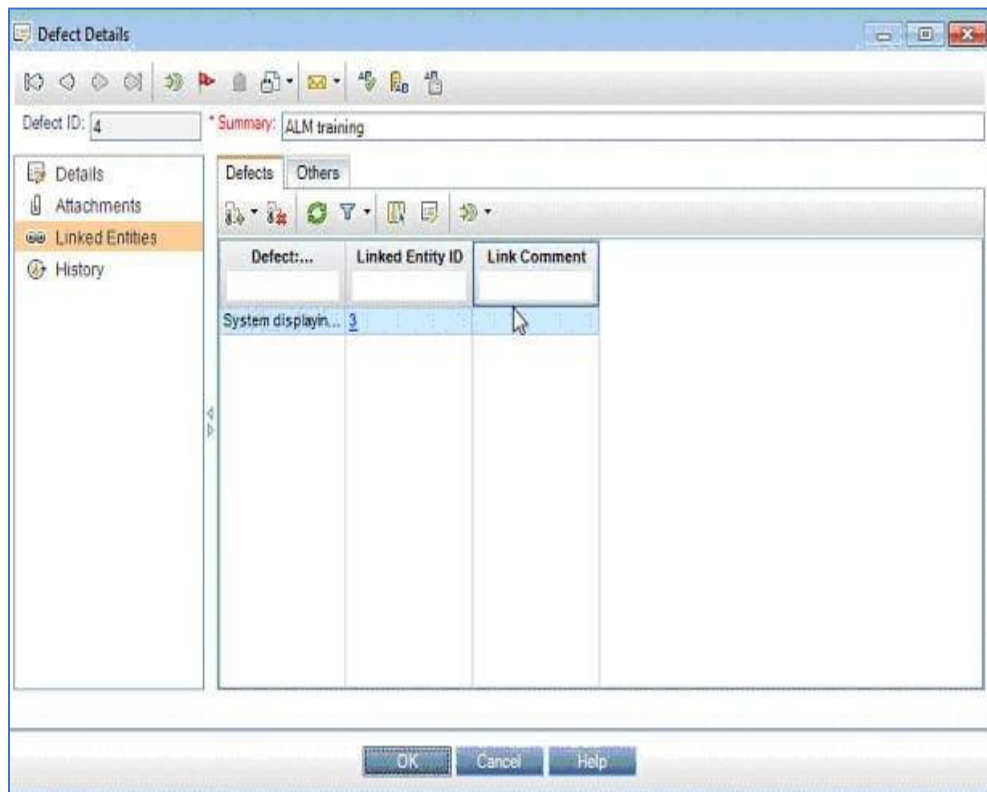 Defect Details
Defect ID: 4 * Summary: ALM training
Details
Attachments
Linked Entities
History
Defects Others
Defect:... Linked Entity ID Link Comment
System displayin... 3
OK Cancel Help